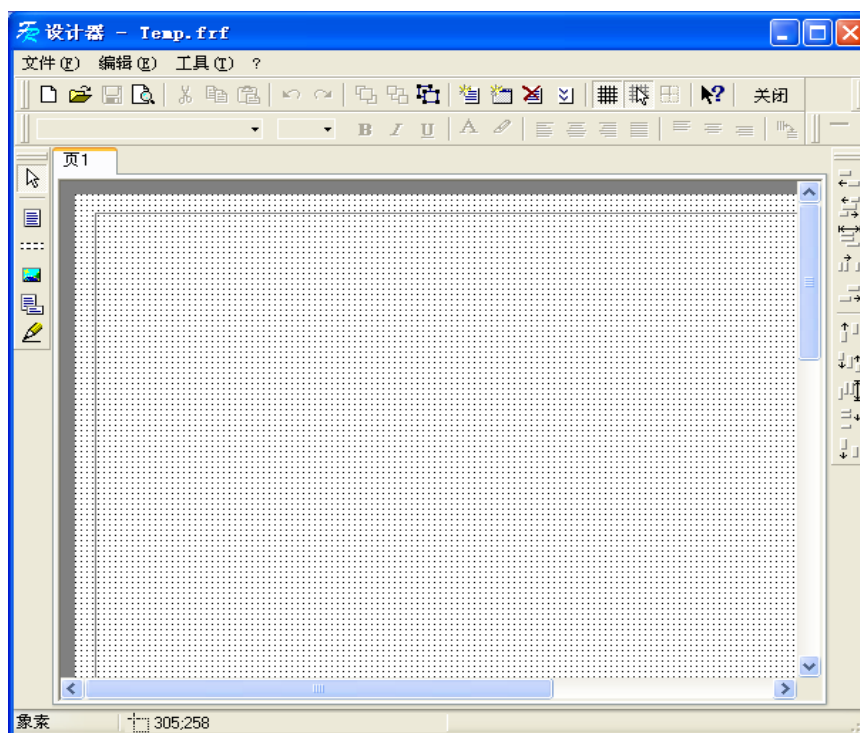 设计器 - Temp.frf
文件(F) 编辑(E) 工具(T) ?
关闭
B I U A
页1
象素 305;258